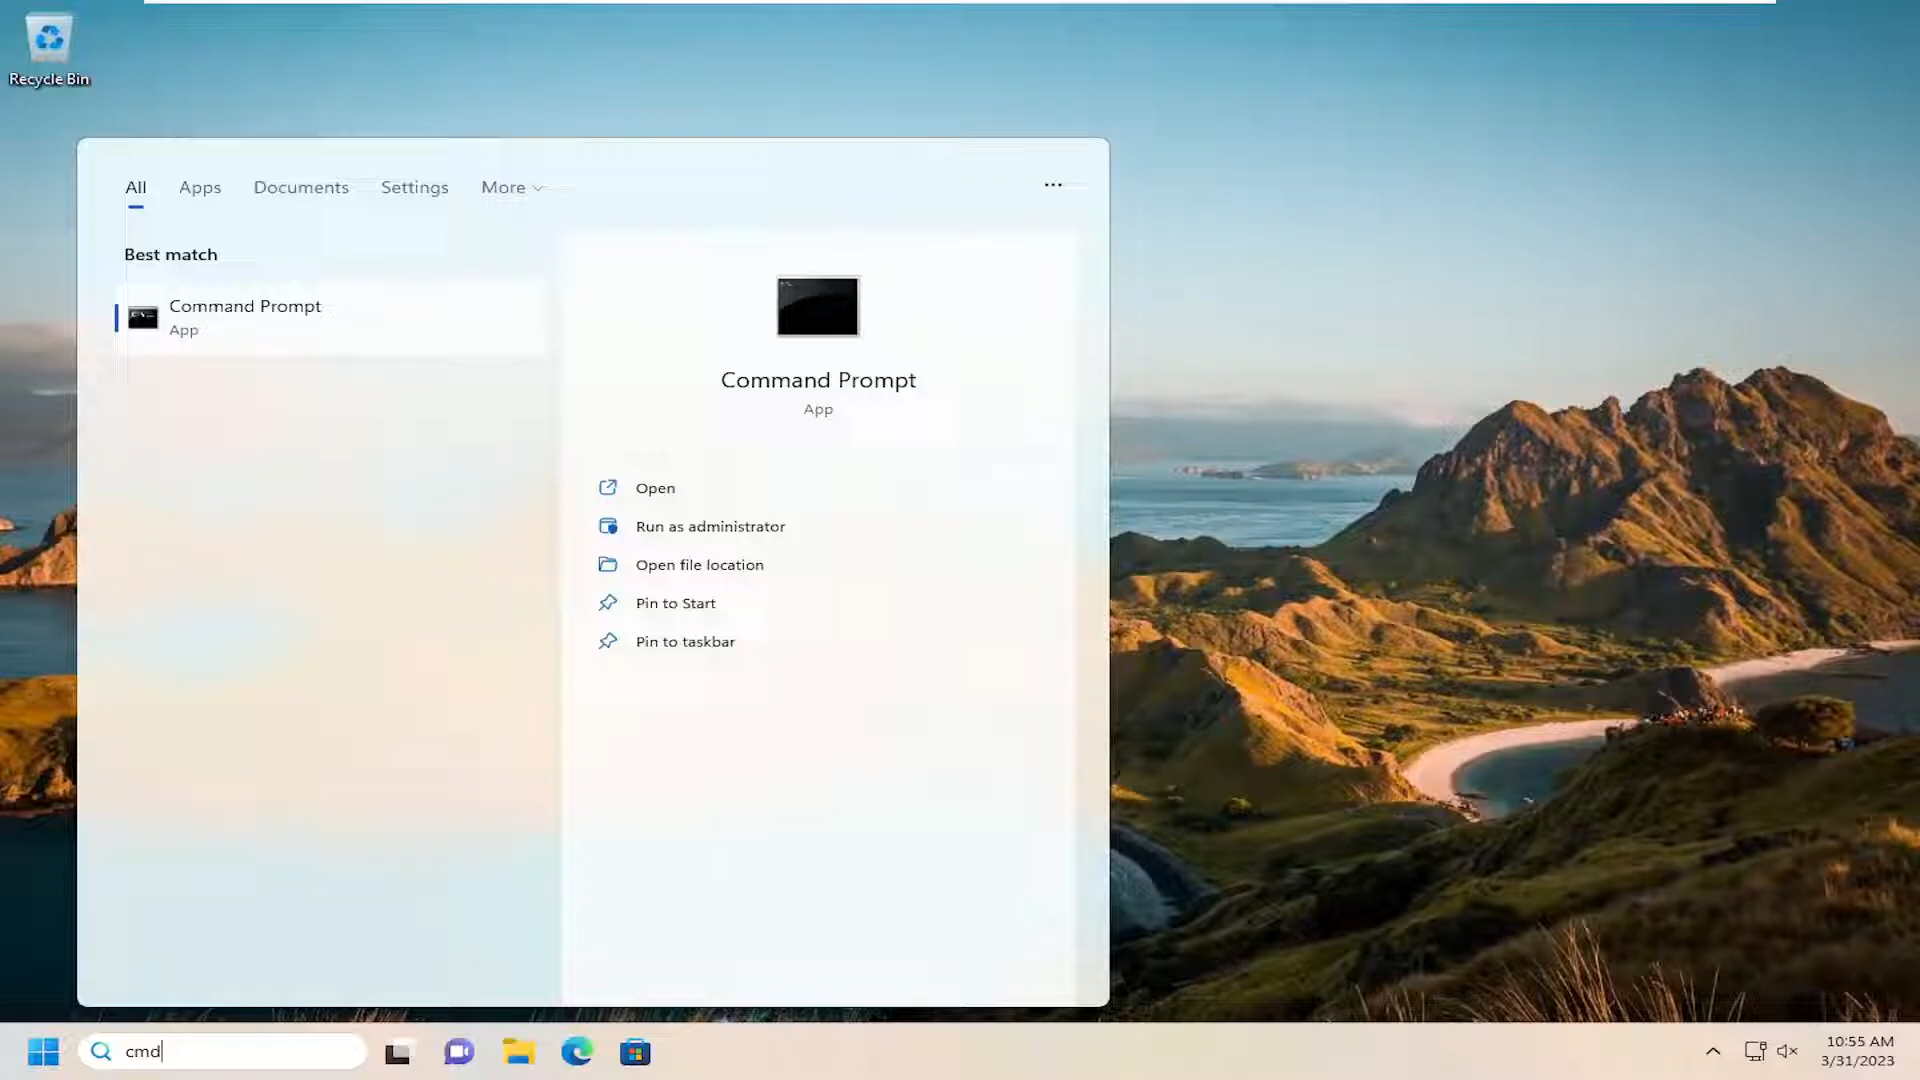 Recycle Bin
All Apps Documents Settings More
Best match
Command Prompt
App
Command Prompt
App
Open
Run as administrator
Open file location
Pin to Start
Pin to taskbar
cmd
10:55 AM
3/31/2023